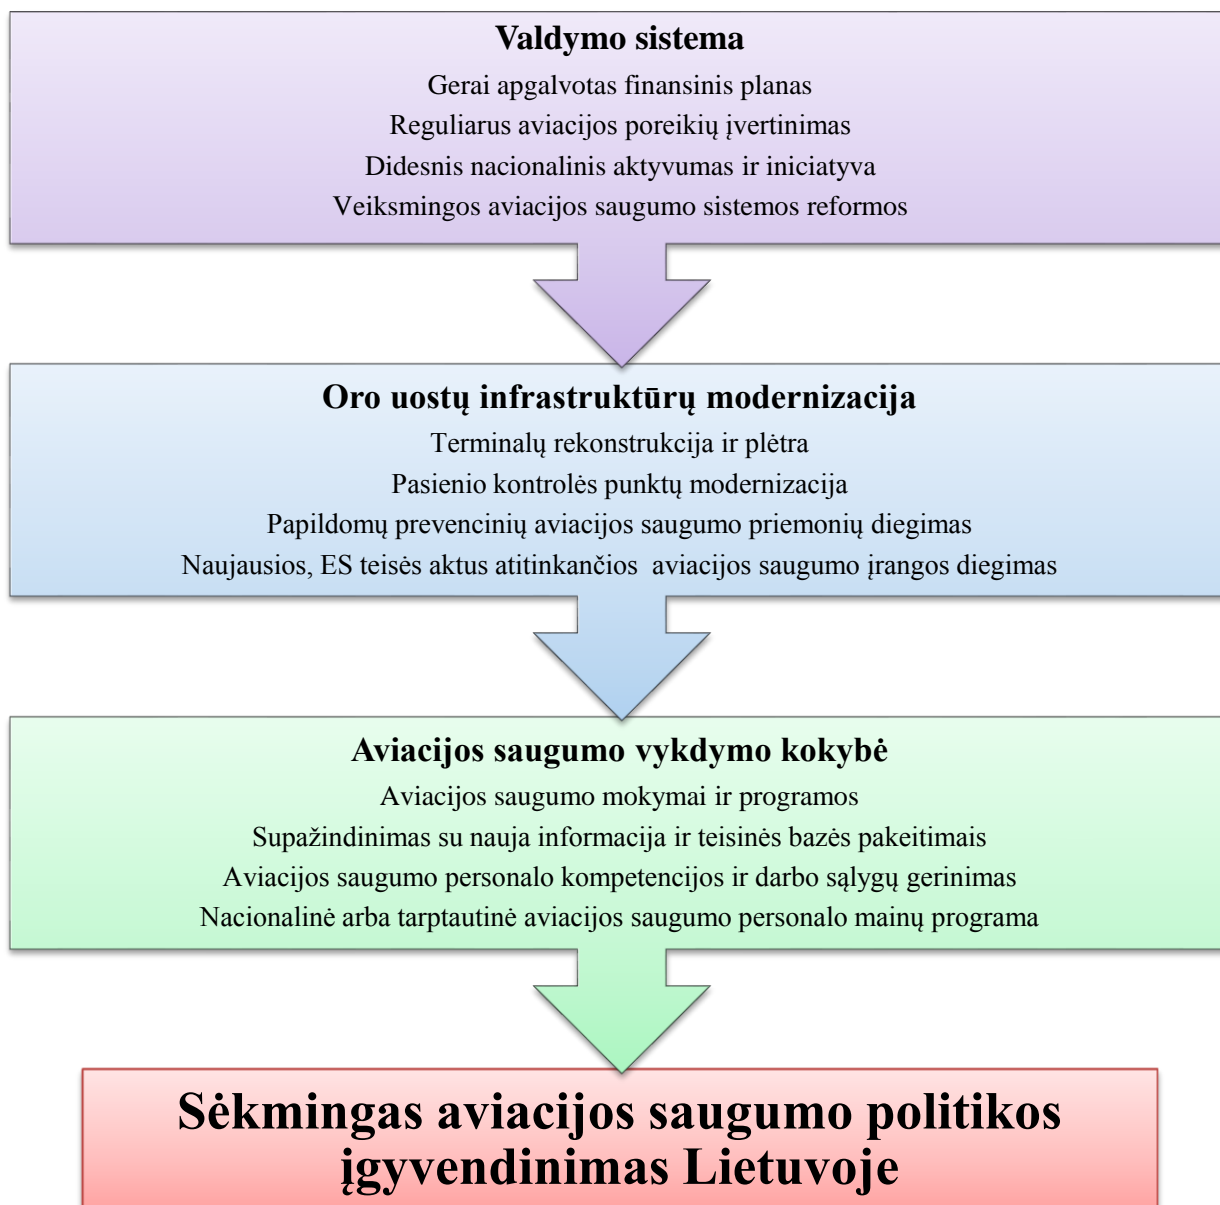 Valdymo sistema
Gerai apgalvotas finansinis planas
Reguliarus aviacijos poreikių įvertinimas
Didesnis nacionalinis aktyvumas ir iniciatyva
Veiksmingos aviacijos saugumo sistemos reformos
Oro uostų infrastruktūrų modernizacija
Terminalų rekonstrukcija ir plėtra
Pasienio kontrolės punktų modernizacija
Papildomų prevencinių aviacijos saugumo priemonių diegimas
Naujausios, ES teisės aktus atitinkančios  aviacijos saugumo įrangos diegimas
Aviacijos saugumo vykdymo kokybė
Aviacijos saugumo mokymai ir programos
Supažindinimas su nauja informacija ir teisinės bazės pakeitimais
Aviacijos saugumo personalo kompetencijos ir darbo sąlygų gerinimas
Nacionalinė arba tarptautinė aviacijos saugumo personalo mainų programa
Sėkmingas aviacijos saugumo politikos
įgyvendinimas Lietuvoje